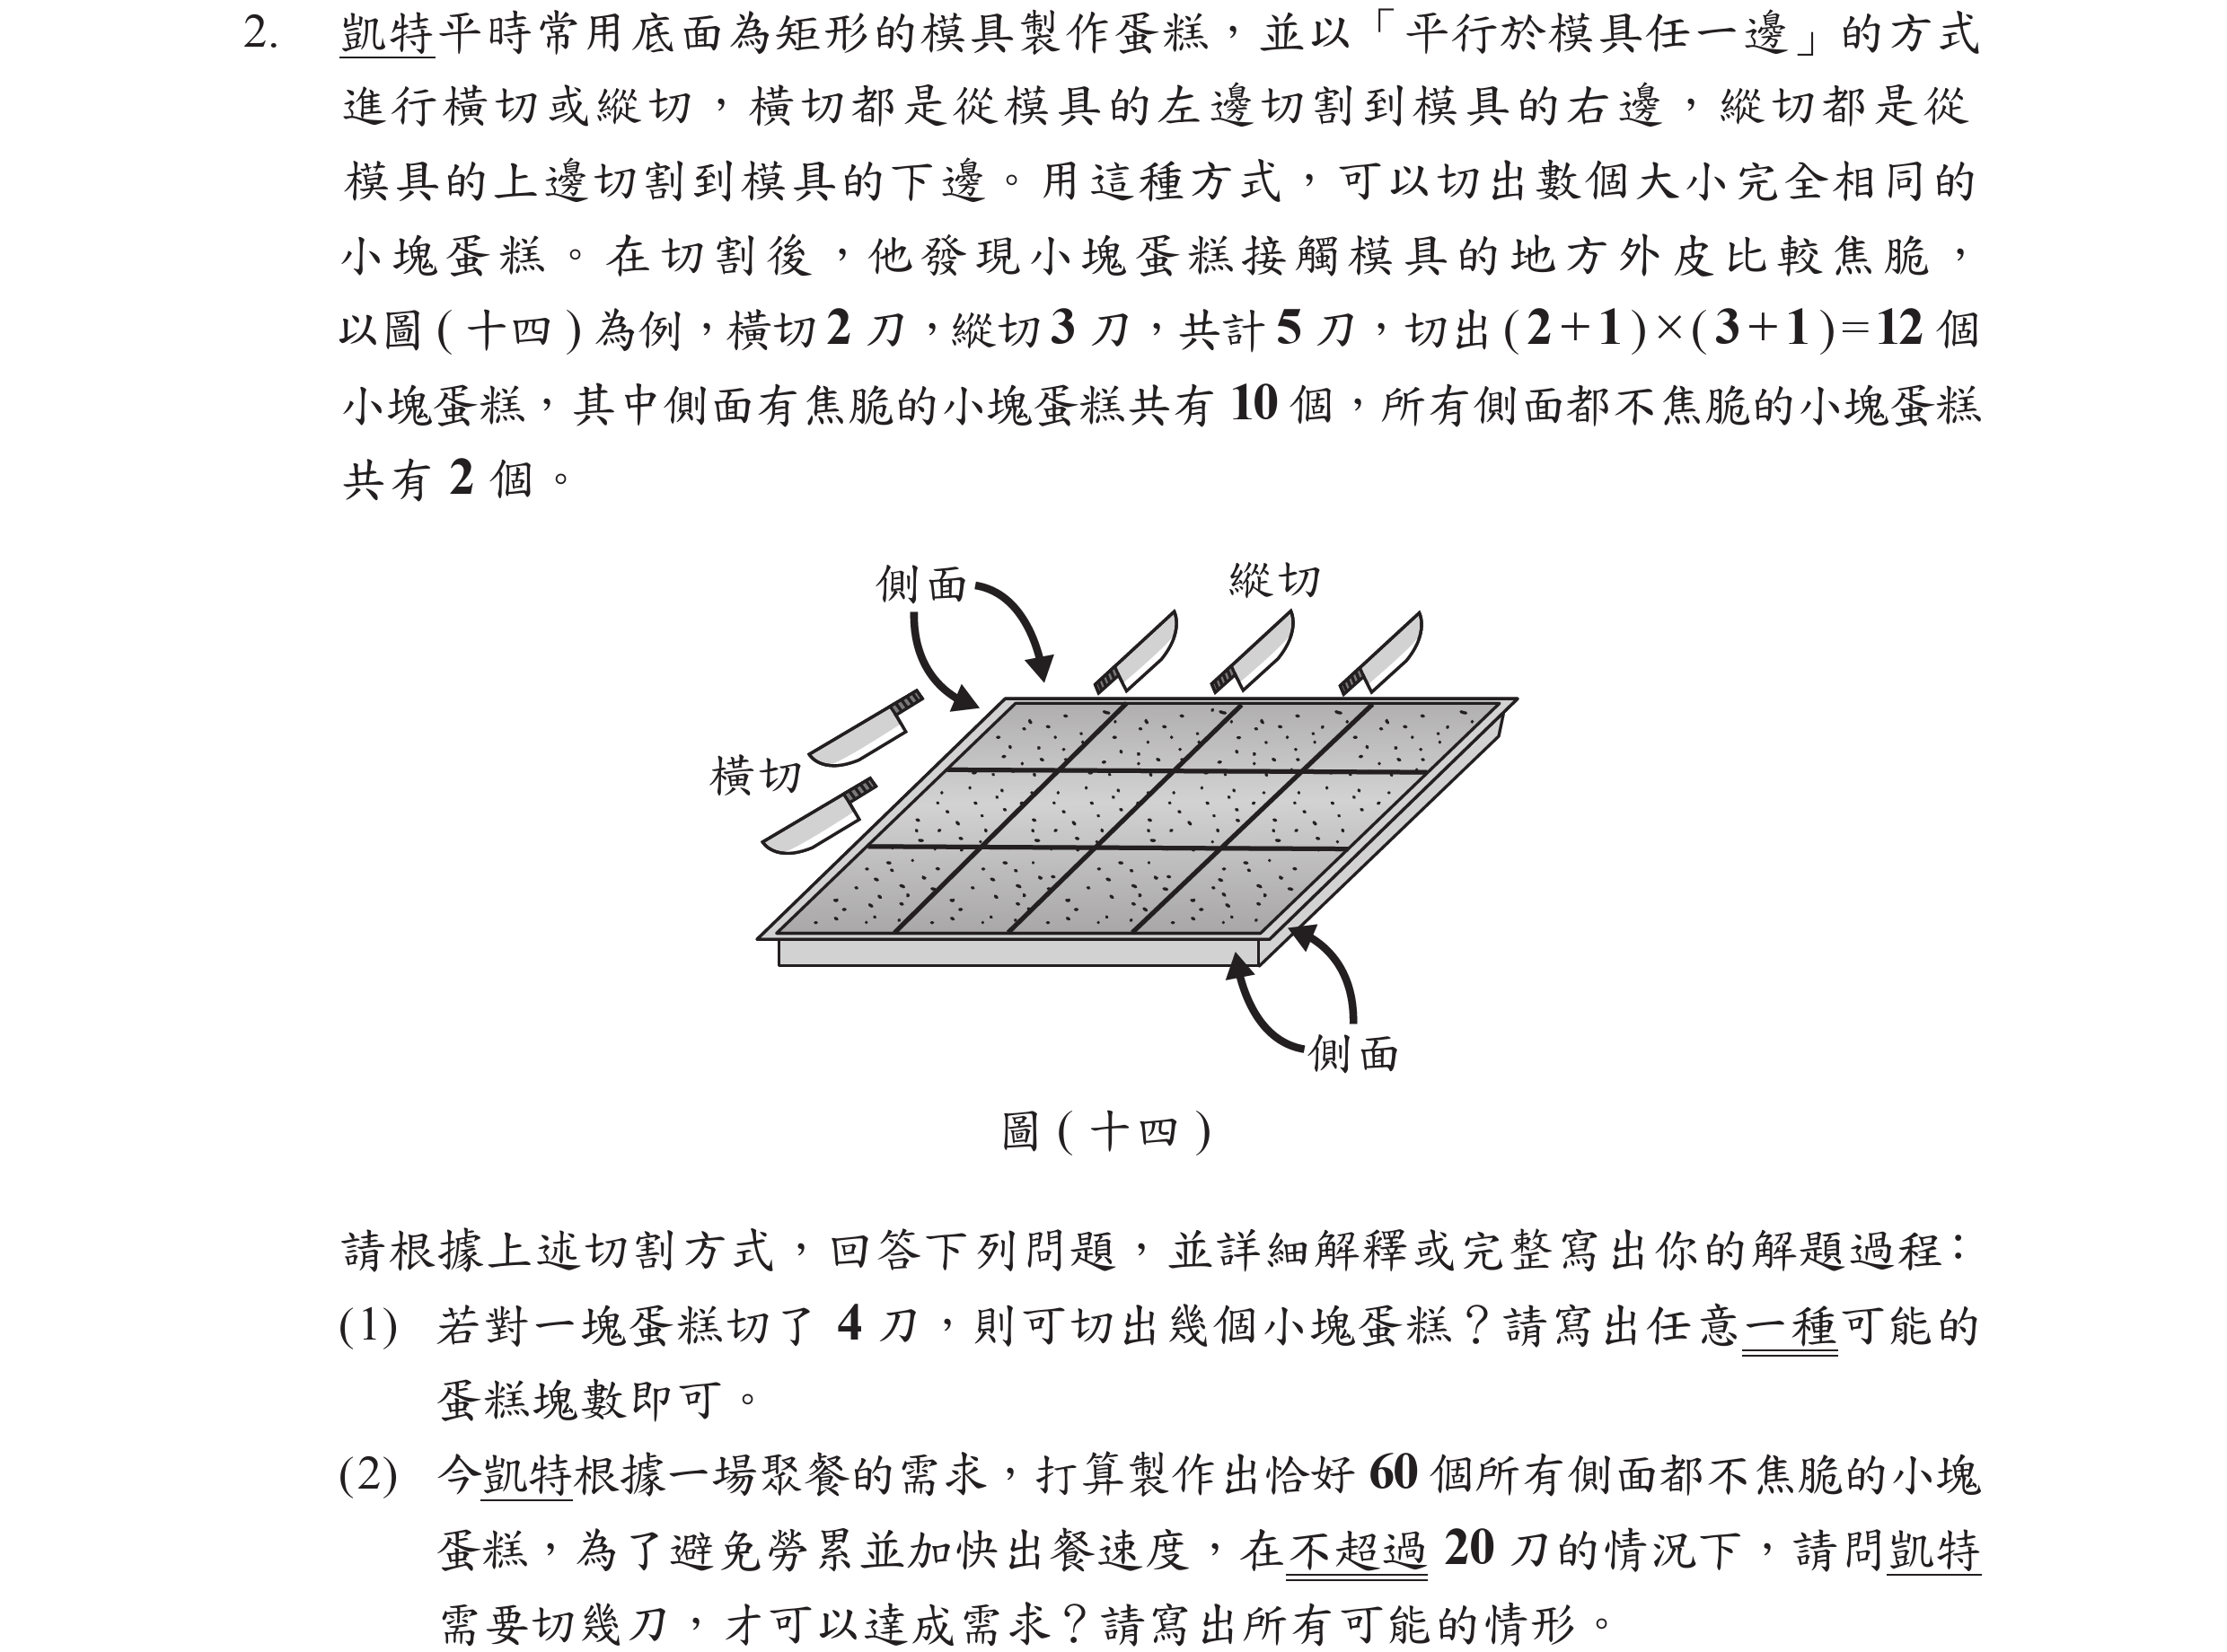 2. 凱特平時常用底面為矩形的模具製作蛋糕，並以「平行於模具任一邊」的方式
進行橫切或縱切，橫切都是從模具的左邊切割到模具的右邊，縱切都是從
模具的上邊切割到模具的下邊。用這種方式，可以切出數個大小完全相同的
小塊蛋糕。在切割後，他發現小塊蛋糕接觸模具的地方外皮比較焦脆，
以圖(十四)為例，橫切2刀，縱切3刀，共計5刀，切出(2+1)×(3+1)=12個
小塊蛋糕，其中側面有焦脆的小塊蛋糕共有10個，所有側面都不焦脆的小塊蛋糕
共有2個。
側面
縱切
橫切
側面
圖(十四)
請根據上述切割方式，回答下列問題，並詳細解釋或完整寫出你的解題過程：
(1) 若對一塊蛋糕切了4刀，則可切出幾個小塊蛋糕？請寫出任意一種可能的
蛋糕塊數即可。
(2) 今凱特根據一場聚餐的需求，打算製作出恰好60個所有側面都不焦脆的小塊
蛋糕，為了避免勞累並加快出餐速度，在不超過20刀的情況下，請問凱特
需要切幾刀，才可以達成需求？請寫出所有可能的情形。